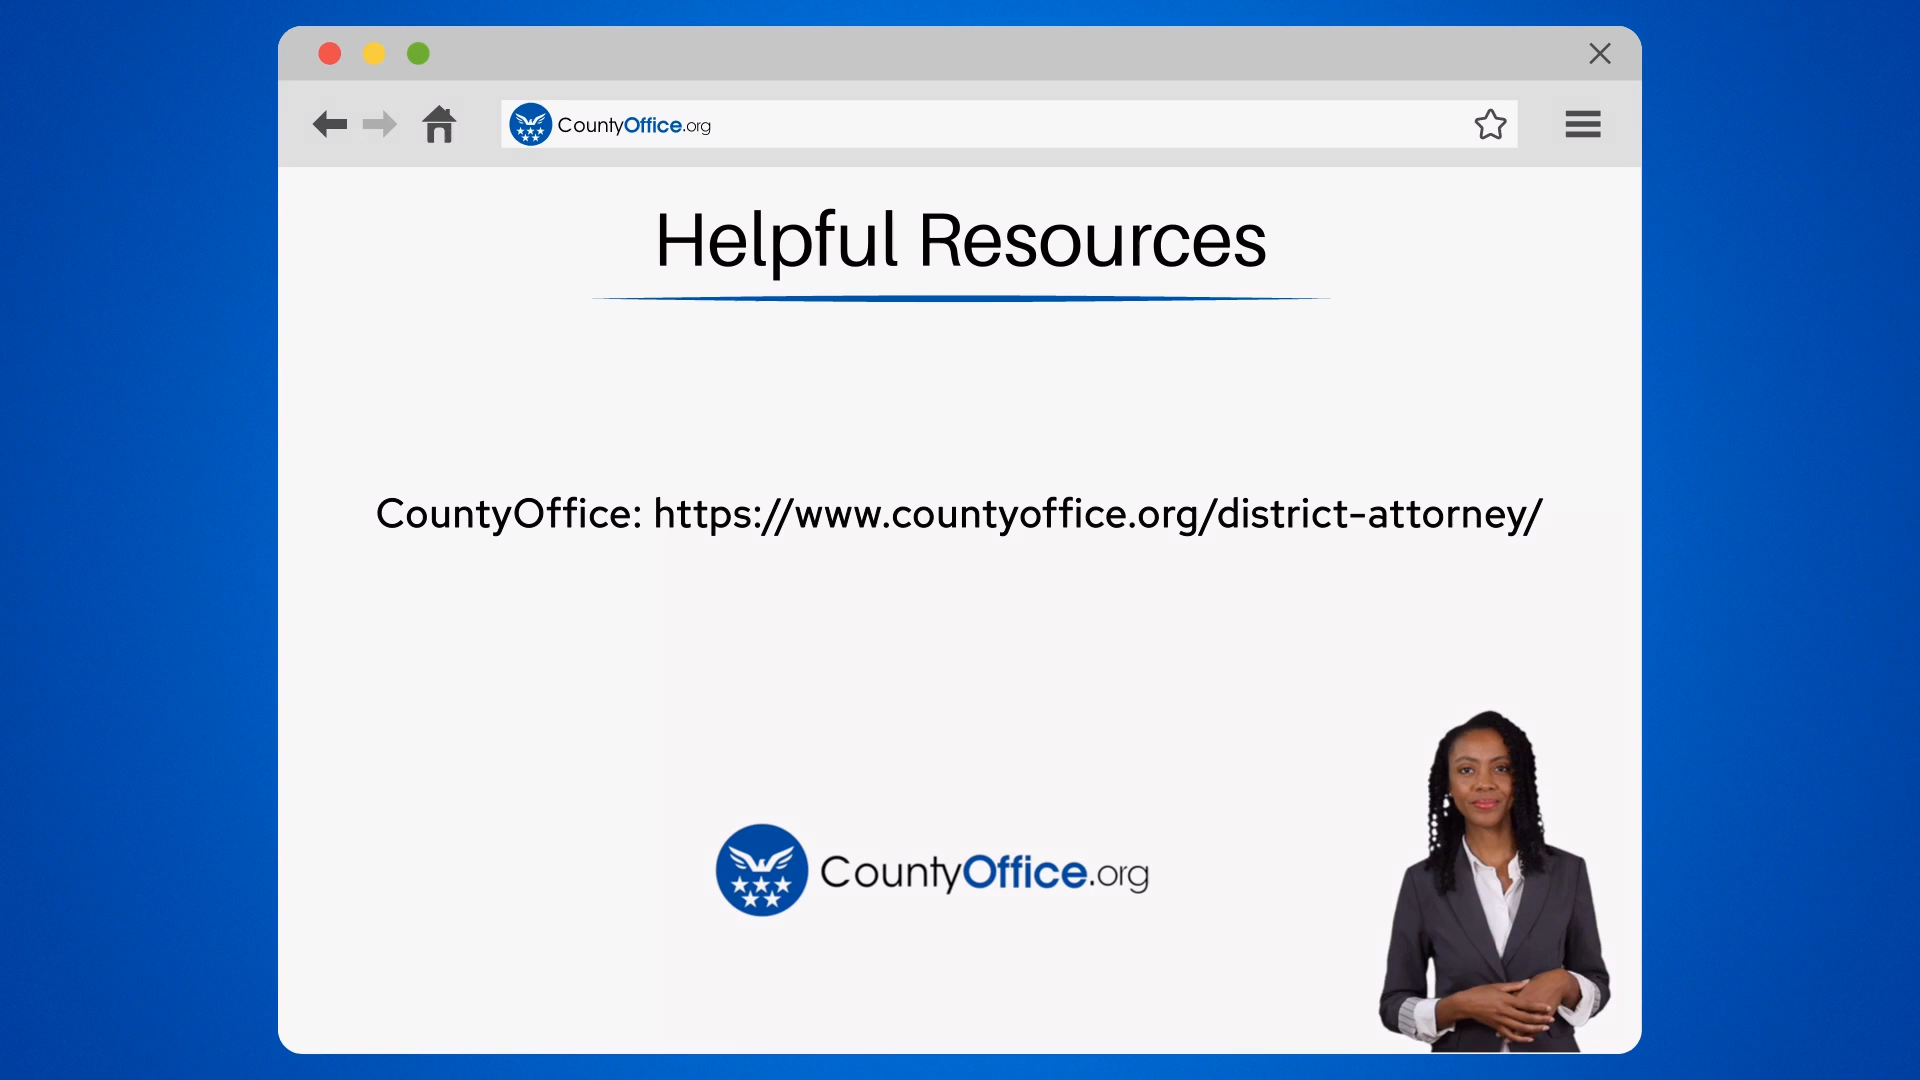 CountyOffice.org
Helpful Resources
CountyOffice: https://www.countyoffice.org/district-attorney/
CountyOffice.org